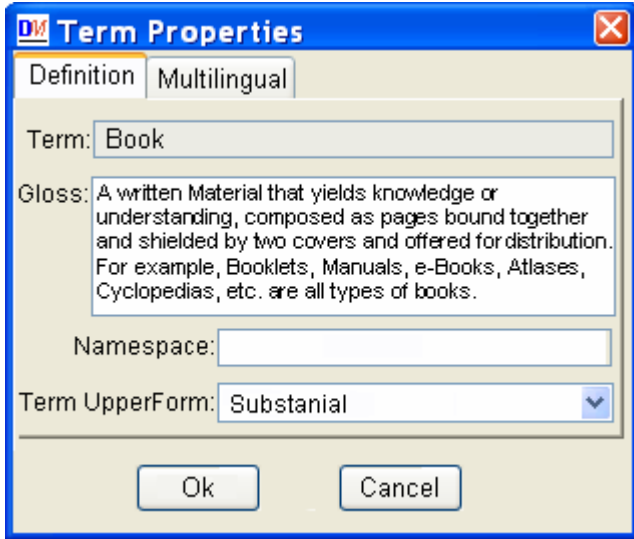 DM Term Properties
Definition Multilingual
Term: Book
Gloss: A written Material that yields knowledge or
understanding, composed as pages bound together
and shielded by two covers and offered for distribution.
For example, Booklets, Manuals, e-Books, Atlases,
Cyclopedias, etc. are all types of books.
Namespace:
Term UpperForm: Substanial
Ok Cancel